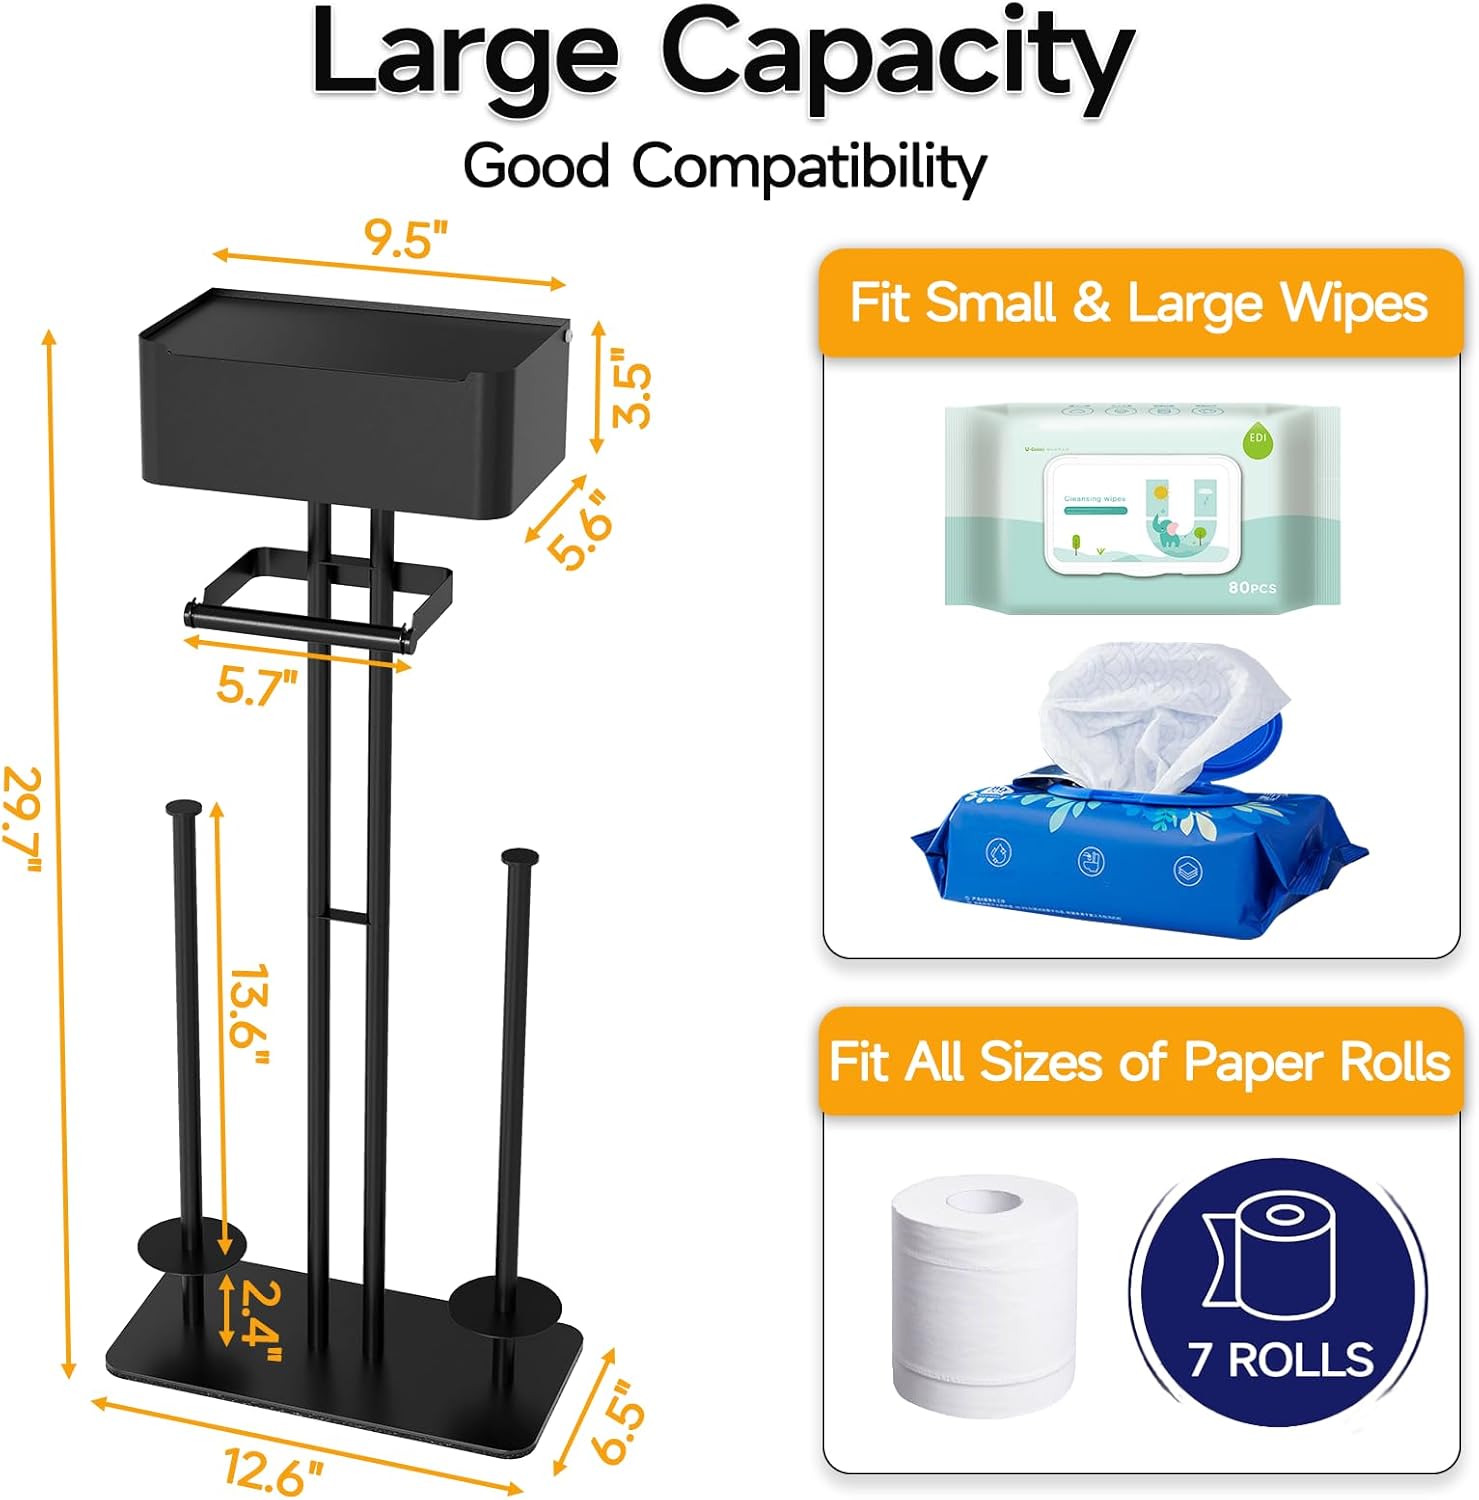 Large Capacity
Good Compatibility
9.5"
3.5"
5.6"
5.7"
29.7"
13.6"
2.4"
12.6"
6.5"
Fit Small & Large Wipes
EDI
Cleansing wipes
U
80PCS
Fit All Sizes of Paper Rolls
7 ROLLS